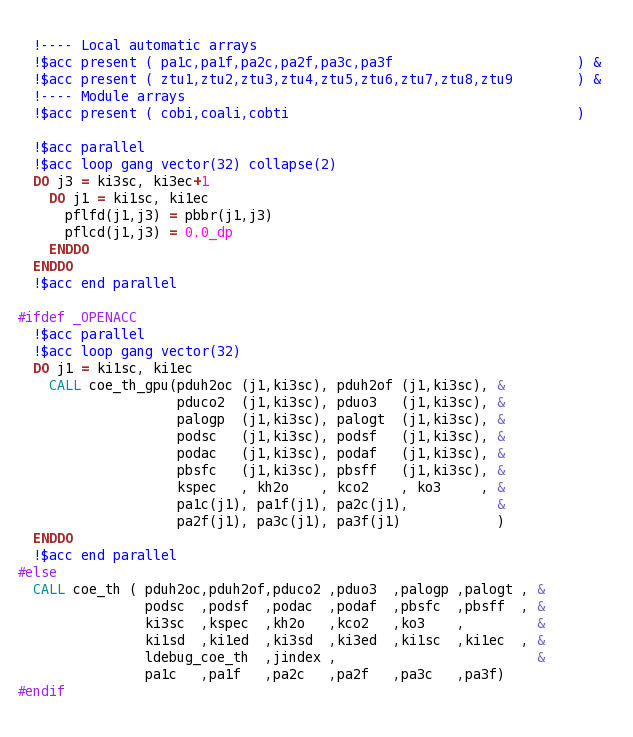 !---- Local automatic arrays
  !$acc present ( pa1c,pa1f,pa2c,pa2f,pa3c,pa3f                       ) &
  !$acc present ( ztu1,ztu2,ztu3,ztu4,ztu5,ztu6,ztu7,ztu8,ztu9        ) &
  !---- Module arrays
  !$acc present ( cobi,coali,cobti                                    )

  !$acc parallel
  !$acc loop gang vector(32) collapse(2)
  DO j3 = ki3sc, ki3ec+1
    DO j1 = ki1sc, ki1ec
      pflfd(j1,j3) = pbbr(j1,j3)
      pflcd(j1,j3) = 0.0_dp
    ENDDO
  ENDDO
  !$acc end parallel

#ifdef _OPENACC
  !$acc parallel
  !$acc loop gang vector(32)
  DO j1 = ki1sc, ki1ec
    CALL coe_th_gpu(pduh2oc (j1,ki3sc), pduh2of (j1,ki3sc), &
                    pduco2  (j1,ki3sc), pduo3   (j1,ki3sc), &
                    palogp  (j1,ki3sc), palogt  (j1,ki3sc), &
                    podsc   (j1,ki3sc), podsf   (j1,ki3sc), &
                    podac   (j1,ki3sc), podaf   (j1,ki3sc), &
                    pbsfc   (j1,ki3sc), pbsff   (j1,ki3sc), &
                    kspec   , kh2o    , kco2    , ko3     , &
                    pa1c(j1), pa1f(j1), pa2c(j1),           &
                    pa2f(j1), pa3c(j1), pa3f(j1)            )
  ENDDO
  !$acc end parallel
#else
  CALL coe_th ( pduh2oc,pduh2of,pduco2 ,pduo3  ,palogp ,palogt , &
                podsc  ,podsf  ,podac  ,podaf  ,pbsfc  ,pbsff  , &
                ki3sc  ,kspec  ,kh2o   ,kco2   ,ko3    ,         &
                ki1sd  ,ki1ed  ,ki3sd  ,ki3ed  ,ki1sc  ,ki1ec  , &
                ldebug_coe_th  ,jindex ,                         &
                pa1c   ,pa1f   ,pa2c   ,pa2f   ,pa3c   ,pa3f)
#endif